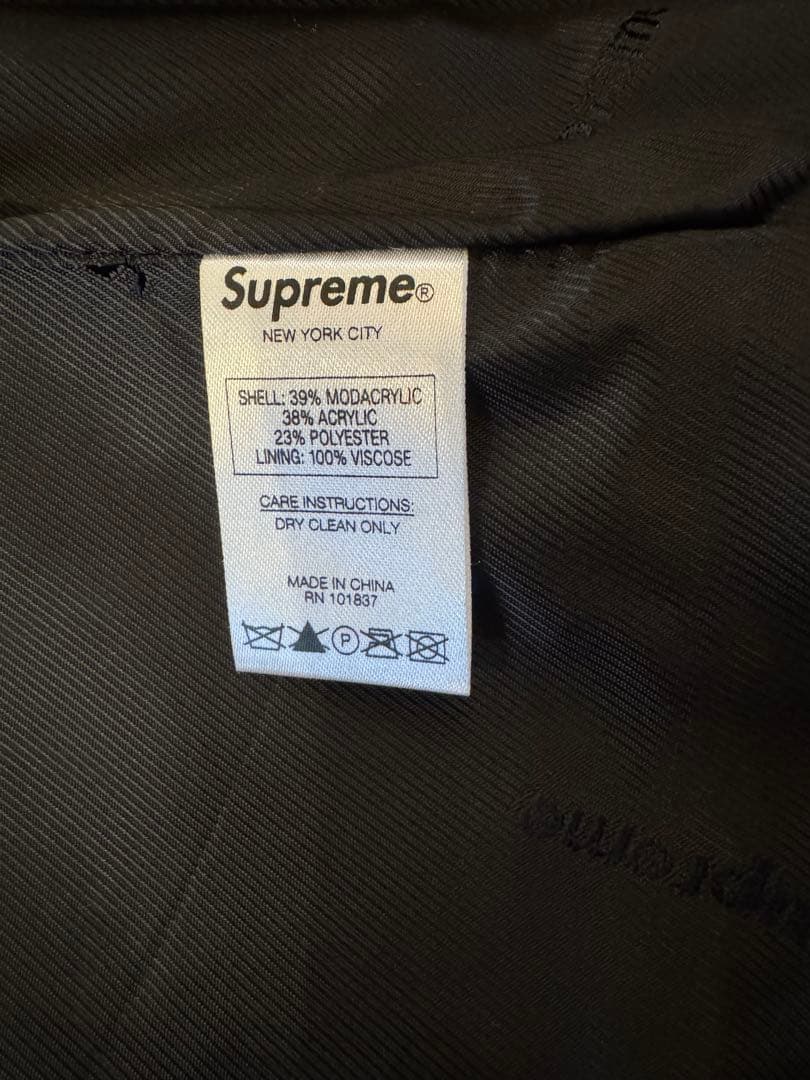 Supreme®
NEW YORK CITY
SHELL: 39% MODACRYLIC
38% ACRYLIC
23% POLYESTER
LINING: 100% VISCOSE
CARE INSTRUCTIONS:
DRY CLEAN ONLY
MADE IN CHINA
RN 101837
P